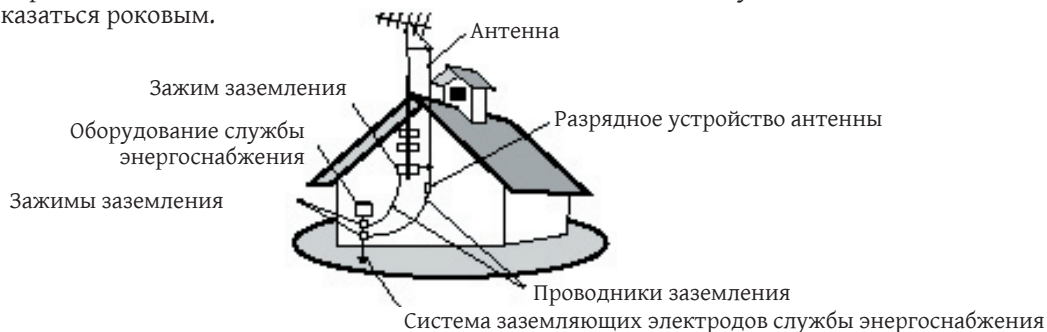 казаться роковым.
Антенна
Зажим заземления
Разрядное устройство антенны
Оборудование службы
энергоснабжения
Зажимы заземления
Проводники заземления
Система заземляющих электродов службы энергоснабжения